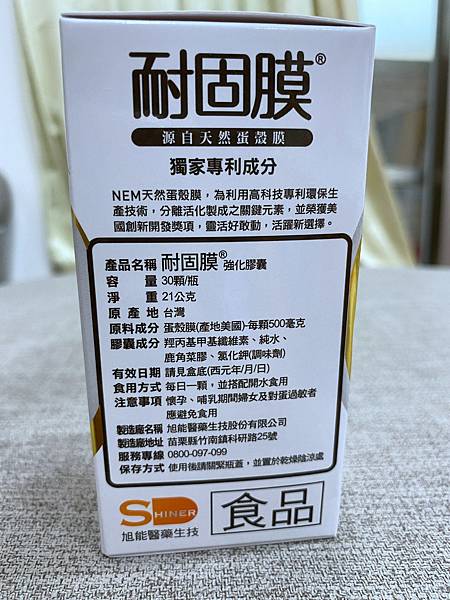 耐固膜®
源自天然蛋殼膜
獨家專利成分
NEM天然蛋殼膜，為利用高科技專利環保生
產技術，分離活化製成之關鍵元素，並榮獲美
國創新開發獎項，靈活好敢動，活躍新選擇。
產品名稱 耐固膜®強化膠囊
容量 30顆/瓶
淨重 21公克
原產地 台灣
原料成分 蛋殼膜(產地美國)-每顆500毫克
膠囊成分 羥丙基甲基纖維素、純水、
鹿角菜膠、氯化鉀(調味劑)
有效日期 請見盒底(西元年/月/日)
食用方式 每日一顆，並搭配開水食用
注意事項 懷孕、哺乳期間婦女及對蛋過敏者
應避免食用
製造廠名稱 旭能醫藥生技股份有限公司
製造廠地址 苗栗縣竹南鎮科研路25號
服務專線 0800-097-099
保存方式 使用後請關緊瓶蓋，並置於乾燥陰涼處
SHINER
旭能醫藥生技
食品